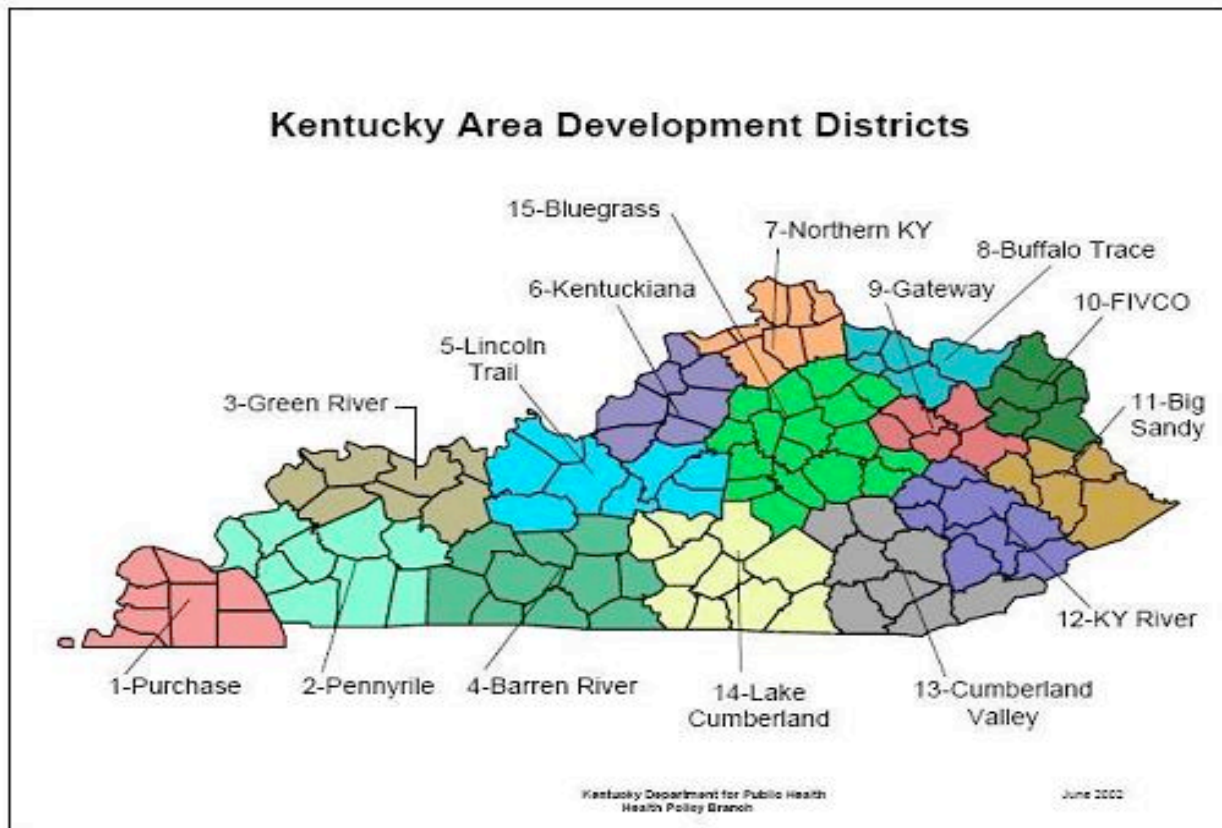 Kentucky Area Development Districts
15-Bluegrass
7-Northern KY
8-Buffalo Trace
6-Kentuckiana
9-Gateway
10-FIVCO
5-Lincoln
Trail
3-Green River
11-Big
Sandy
12-KY River
1-Purchase
2-Pennyrile
4-Barren River
14-Lake
Cumberland
13-Cumberland
Valley
Kentucky Department for Public Health
Health Policy Branch
June 2002